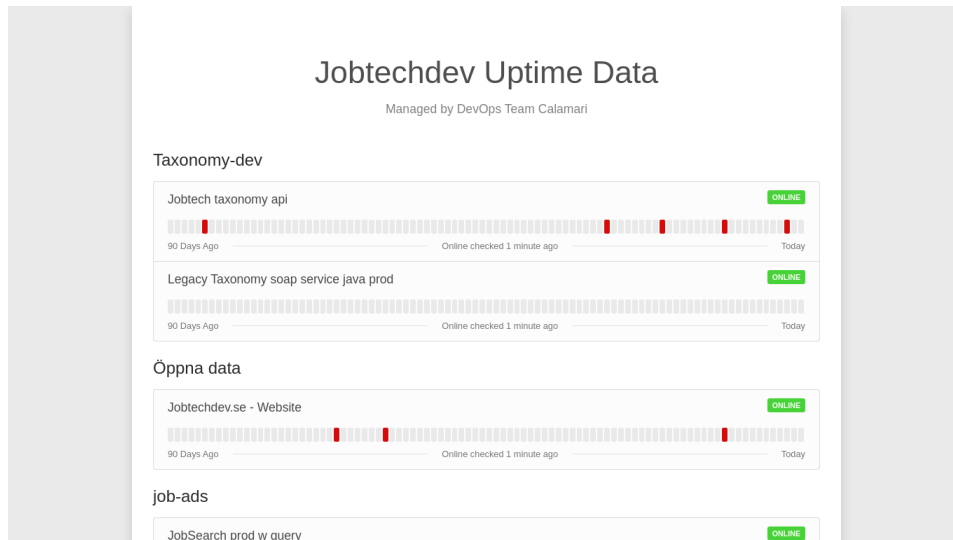 Jobtechdev Uptime Data
Managed by DevOps Team Calamari
Taxonomy-dev
Jobtech taxonomy api ONLINE
90 Days Ago Online checked 1 minute ago Today
Legacy Taxonomy soap service java prod ONLINE
90 Days Ago Online checked 1 minute ago Today
Öppna data
Jobtechdev.se - Website ONLINE
90 Days Ago Online checked 1 minute ago Today
job-ads
JobSearch prod w query ONLINE